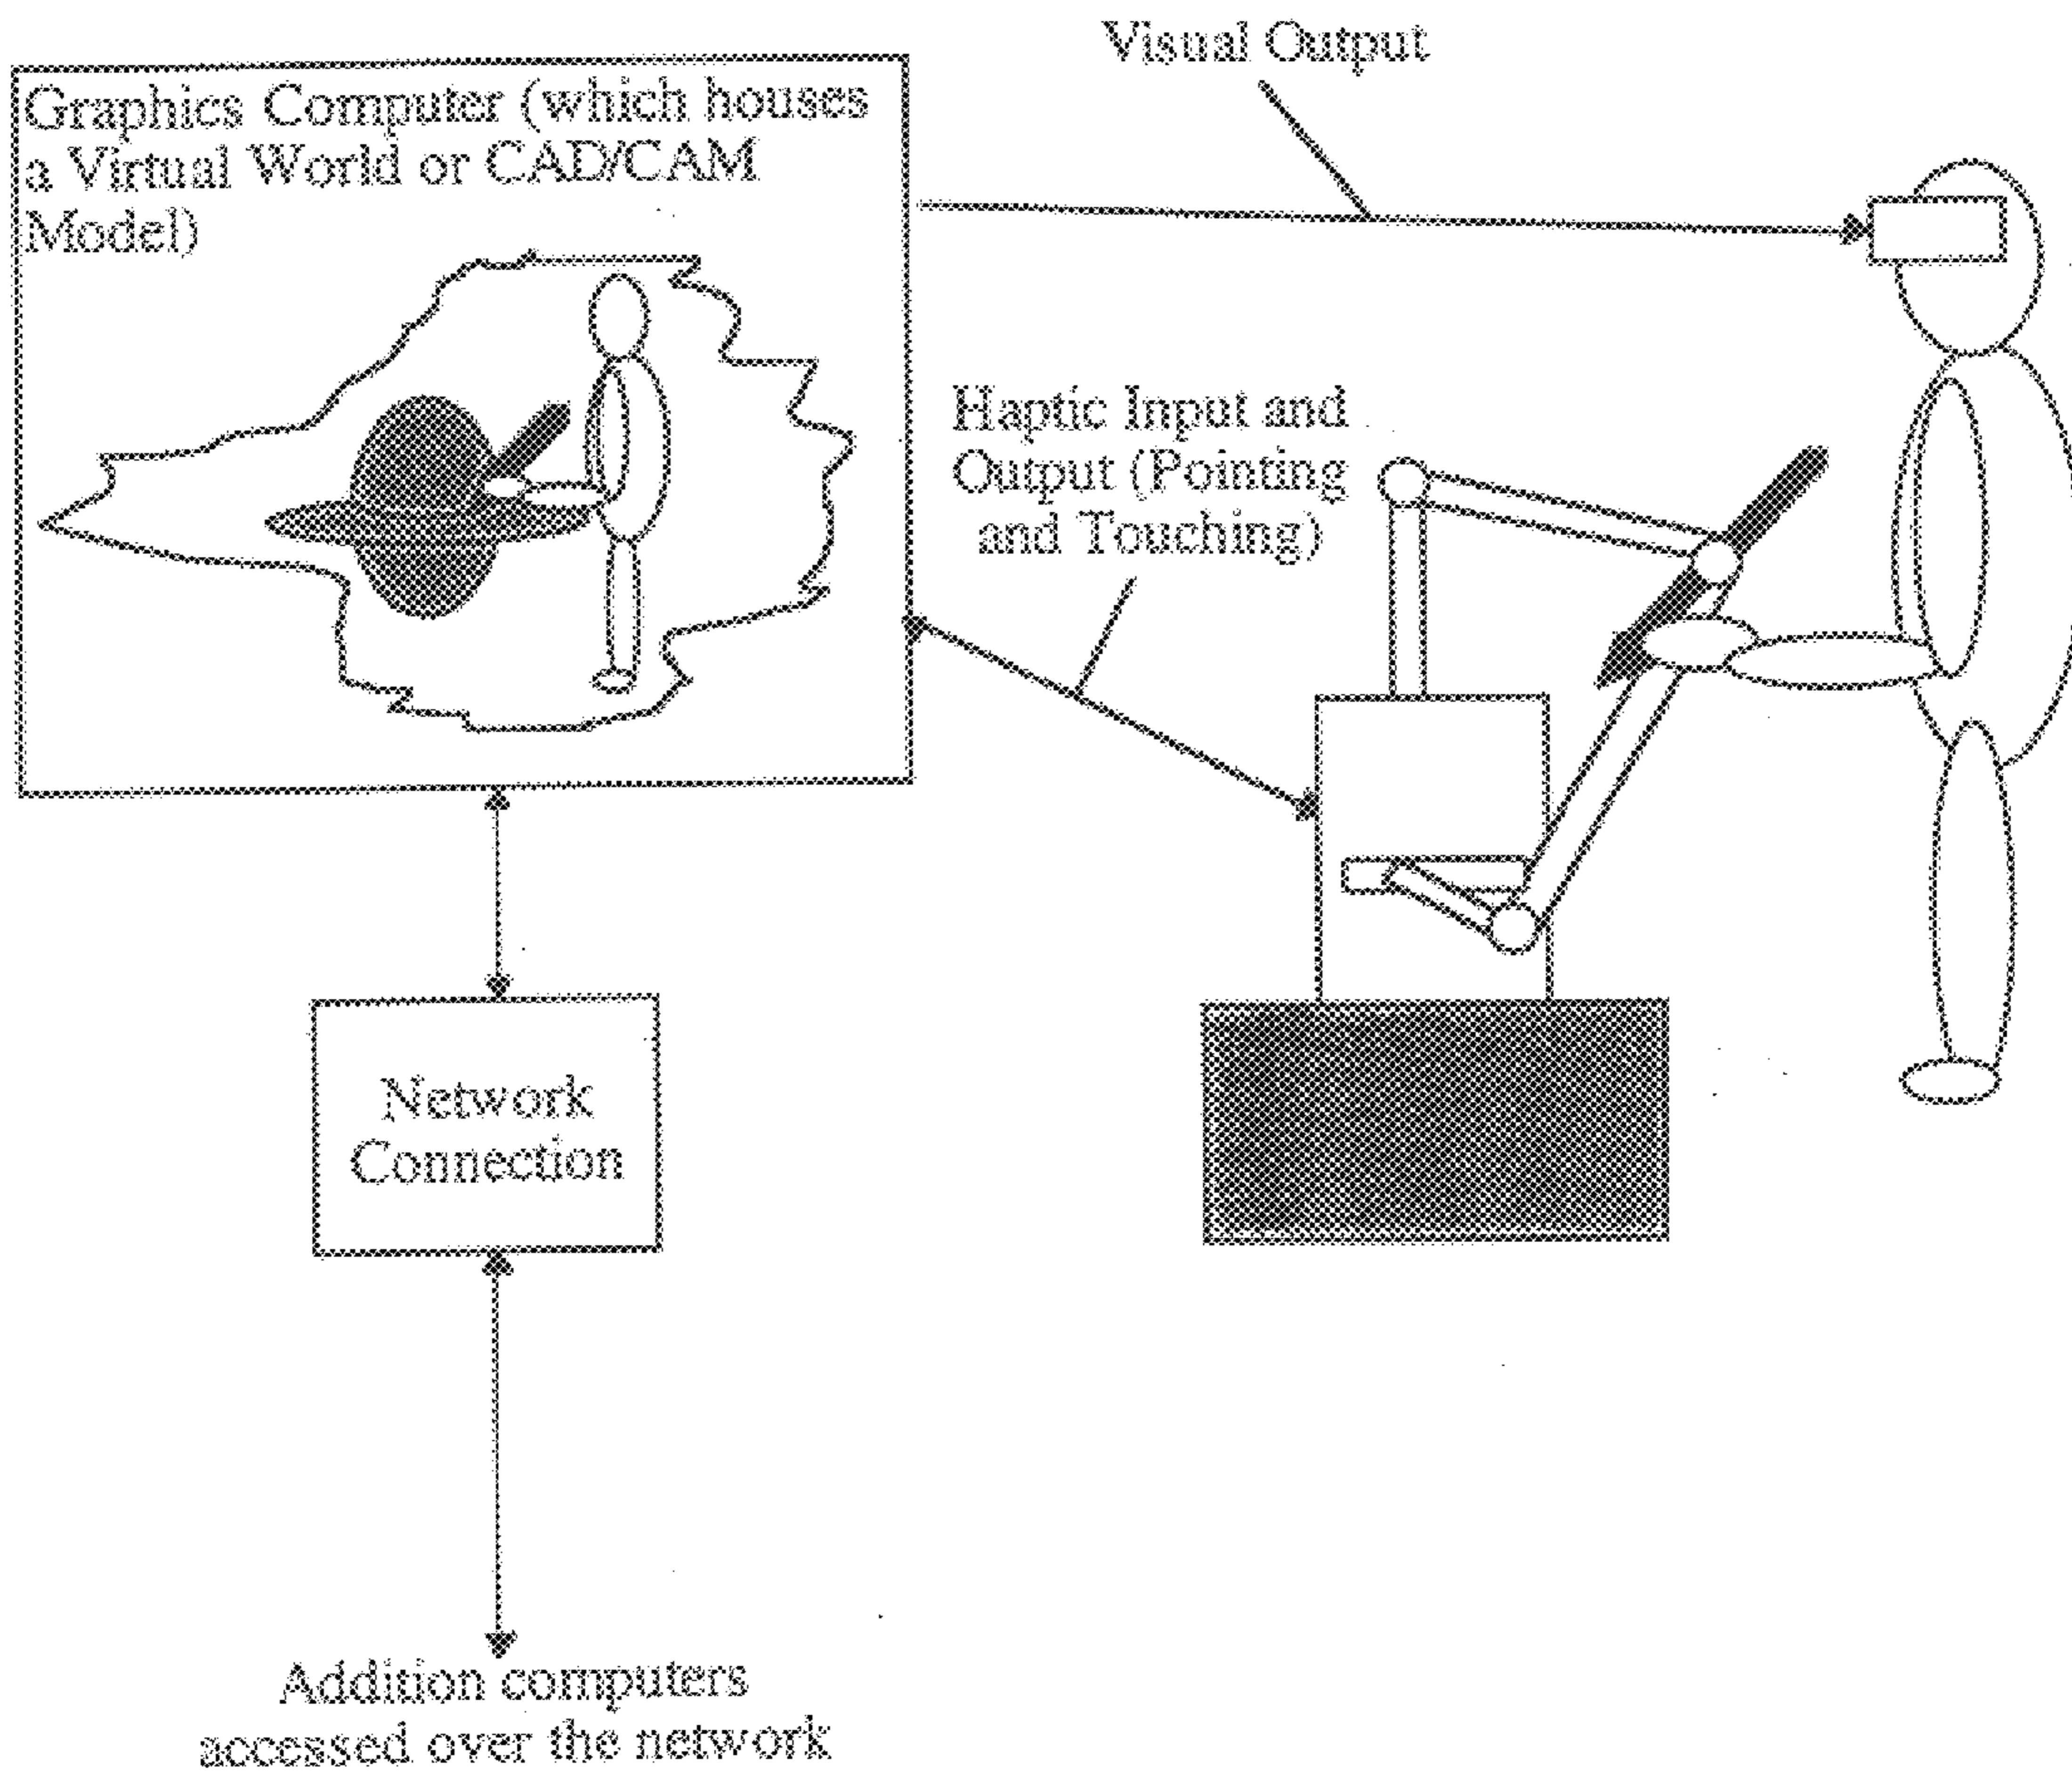 Visual Output
Graphics Computer (which houses
a Virtual World or CAD/CAM
Model)
Haptic Input and
Output (Pointing
and Touching)
Network
Connection
Addition computers
accessed over the network